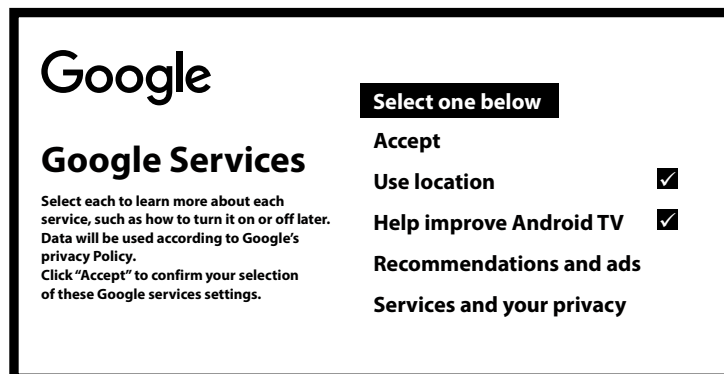 Google
Google Services
Select each to learn more about each
service, such as how to turn it on or off later.
Data will be used according to Google's
privacy Policy.
Click “Accept” to confirm your selection
of these Google services settings.
Select one below
Accept
Use location
Help improve Android TV
Recommendations and ads
Services and your privacy